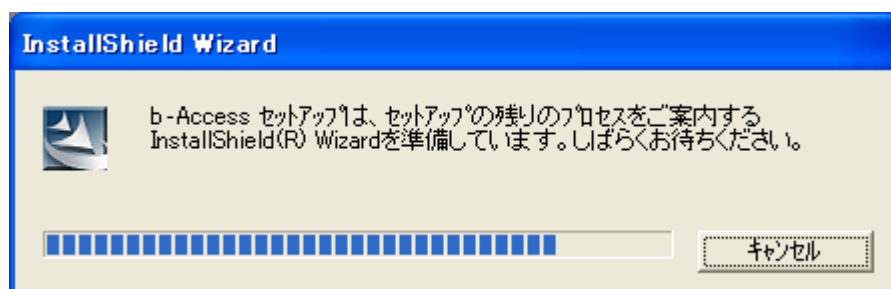 InstallShield Wizard
b-Access セットアップは、セットアップの残りのプロセスをご案内する
InstallShield(R) Wizardを準備しています。しばらくお待ちください。
キャンセル